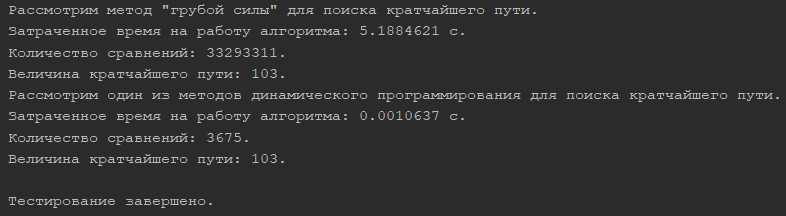 Рассмотрим метод "грубой силы" для поиска кратчайшего пути.
Затраченное время на работу алгоритма: 5.1884621 с.
Количество сравнений: 33293311.
Величина кратчайшего пути: 103.
Рассмотрим один из методов динамического программирования для поиска кратчайшего пути.
Затраченное время на работу алгоритма: 0.0010637 с.
Количество сравнений: 3675.
Величина кратчайшего пути: 103.
Тестирование завершено.